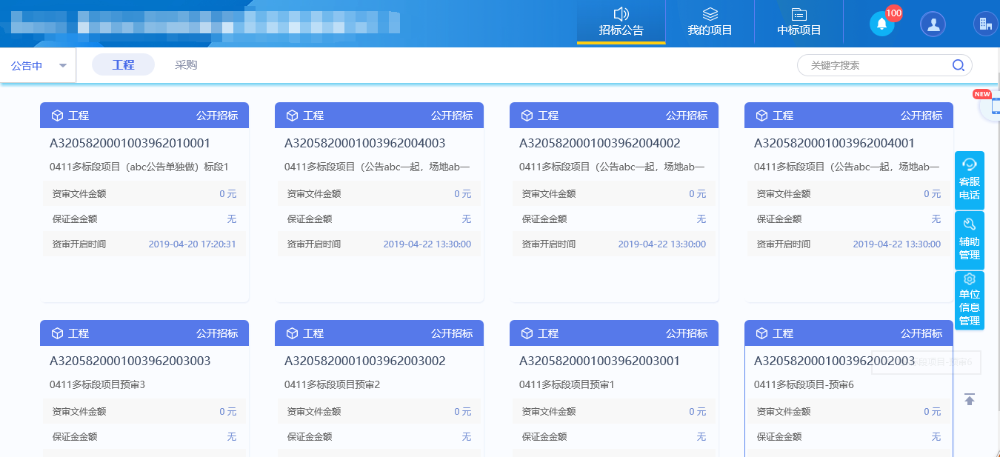 招标公告
我的项目
中标项目
100
公告中
工程
采购
关键字搜索
NEW
工程 公开招标
A3205820001003962010001
0411多标段项目（abc公告单独做）标段1
资审文件金额 0 元
保证金金额 无
资审开启时间 2019-04-20 17:20:31
工程 公开招标
A3205820001003962004003
0411多标段项目（公告abc一起，场地ab一
资审文件金额 0 元
保证金金额 无
资审开启时间 2019-04-22 13:30:00
工程 公开招标
A3205820001003962004002
0411多标段项目（公告abc一起，场地ab一
资审文件金额 0 元
保证金金额 无
资审开启时间 2019-04-22 13:30:00
工程 公开招标
A3205820001003962004001
0411多标段项目（公告abc一起，场地ab一
资审文件金额 0 元
保证金金额 无
资审开启时间 2019-04-22 13:30:00
客服
电话
辅助
管理
单位
信息
管理
工程 公开招标
A3205820001003962003003
0411多标段项目预审3
资审文件金额 0 元
保证金金额 无
工程 公开招标
A3205820001003962003002
0411多标段项目预审2
资审文件金额 0 元
保证金金额 无
工程 公开招标
A3205820001003962003001
0411多标段项目预审1
资审文件金额 0 元
保证金金额 无
工程 公开招标
A3205820001003962002003
标段项目-预审6
0411多标段项目-预审6
资审文件金额 0 元
保证金金额 无